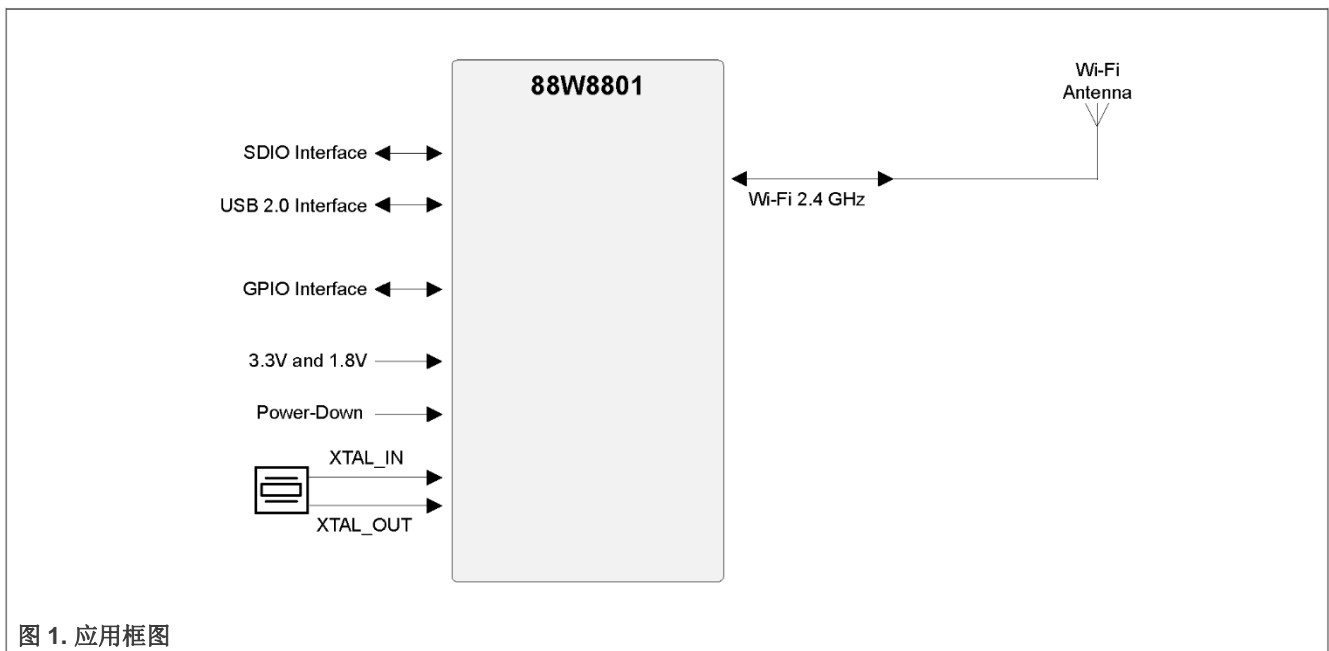 88W8801
Wi-Fi
Antenna
SDIO Interface
USB 2.0 Interface
Wi-Fi 2.4 GHz
GPIO Interface
3.3V and 1.8V
Power-Down
XTAL_IN
XTAL_OUT
图 1. 应用框图